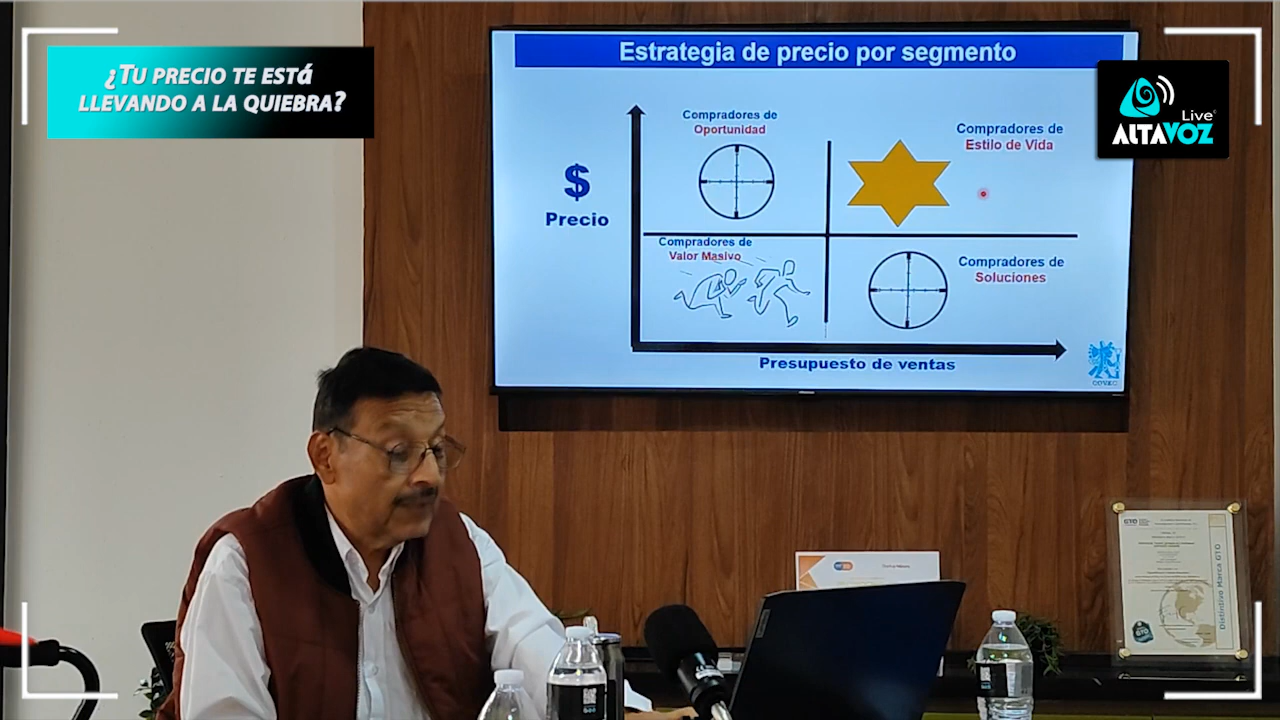 ¿TU PRECIO TE ESTá
LLEVANDO A LA QUIEBRA?
Estrategia de precio por segmento
Live
ALTAVOZ
Compradores de
Oportunidad
Compradores de
Estilo de Vida
$
Precio
Compradores de
Valor Masivo
Compradores de
Soluciones
Presupuesto de ventas
GTO
Distintivo Marca GTO